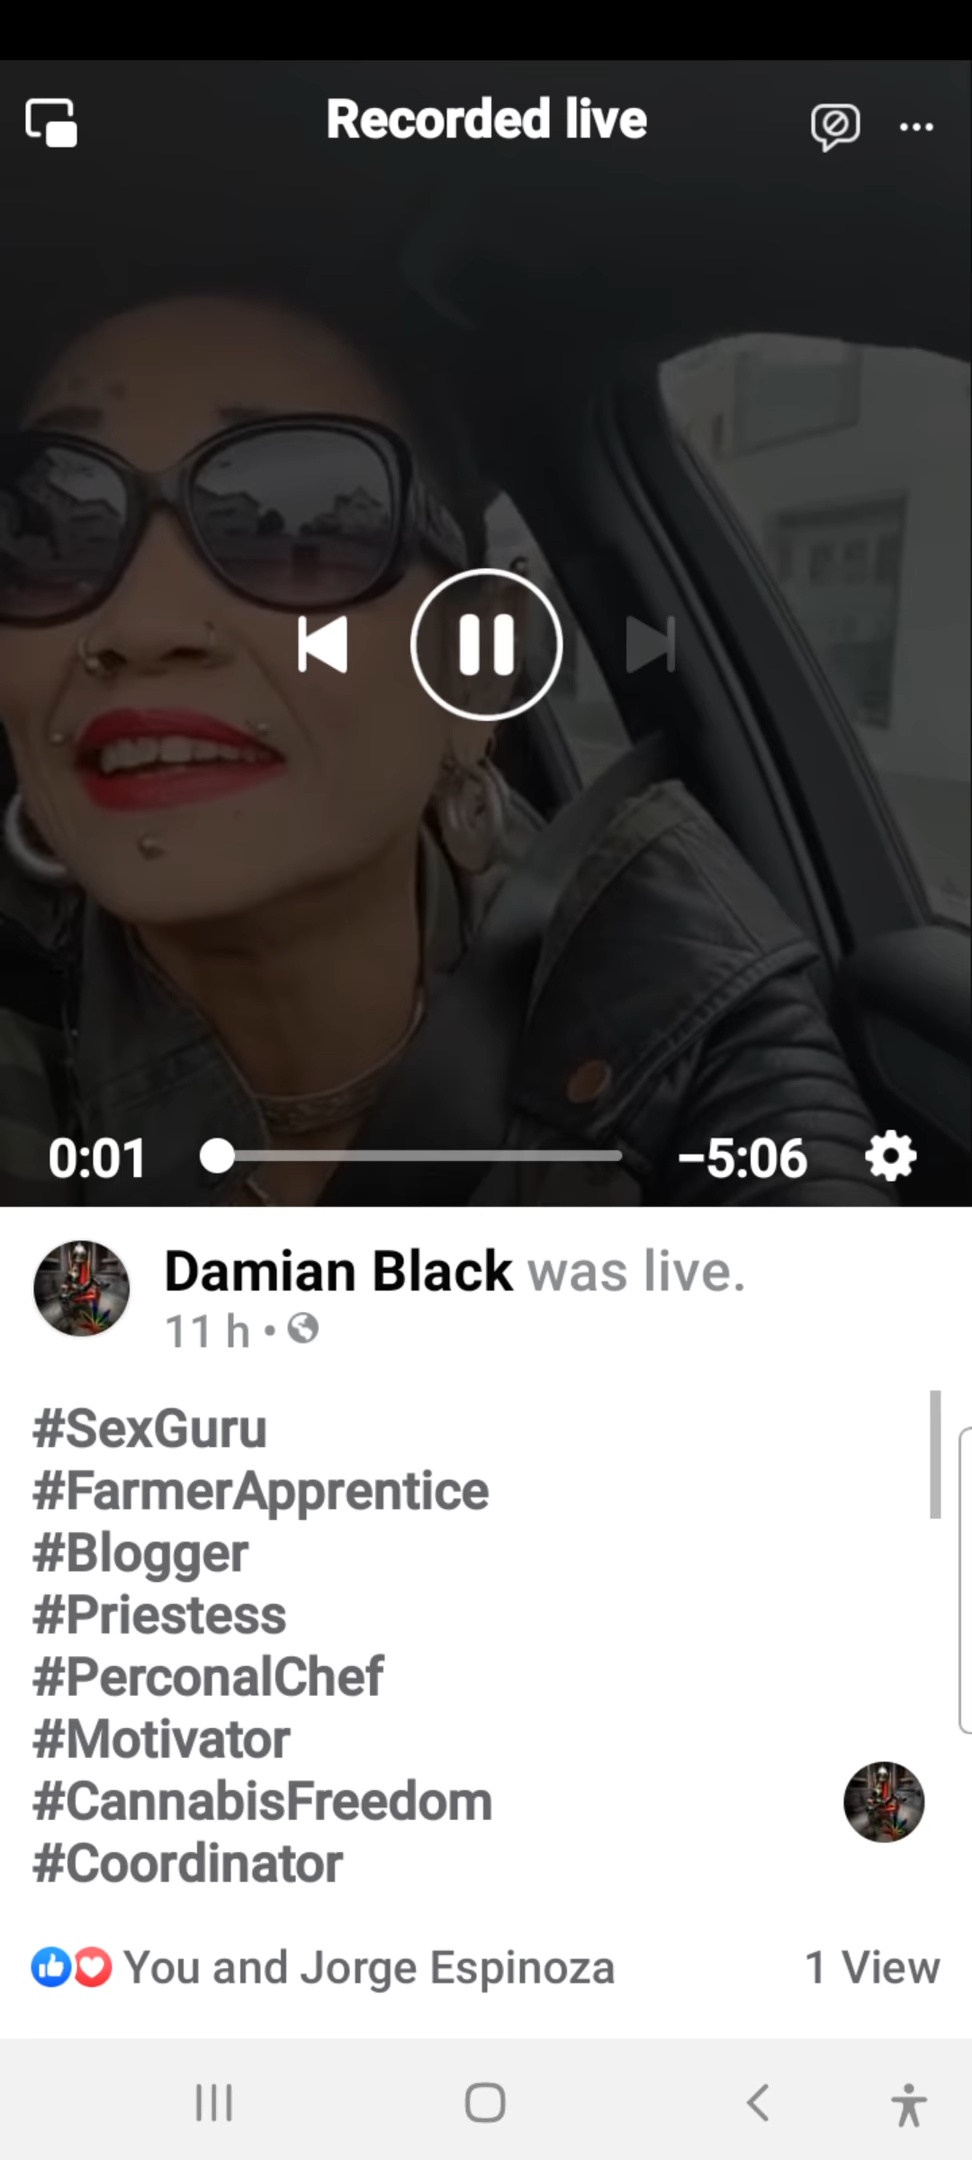 Recorded live
0:01
-5:06
Damian Black was live.
11 h •
#SexGuru
#FarmerApprentice
#Blogger
#Priestess
#PerconalChef
#Motivator
#CannabisFreedom
#Coordinator
You and Jorge Espinoza
1 View